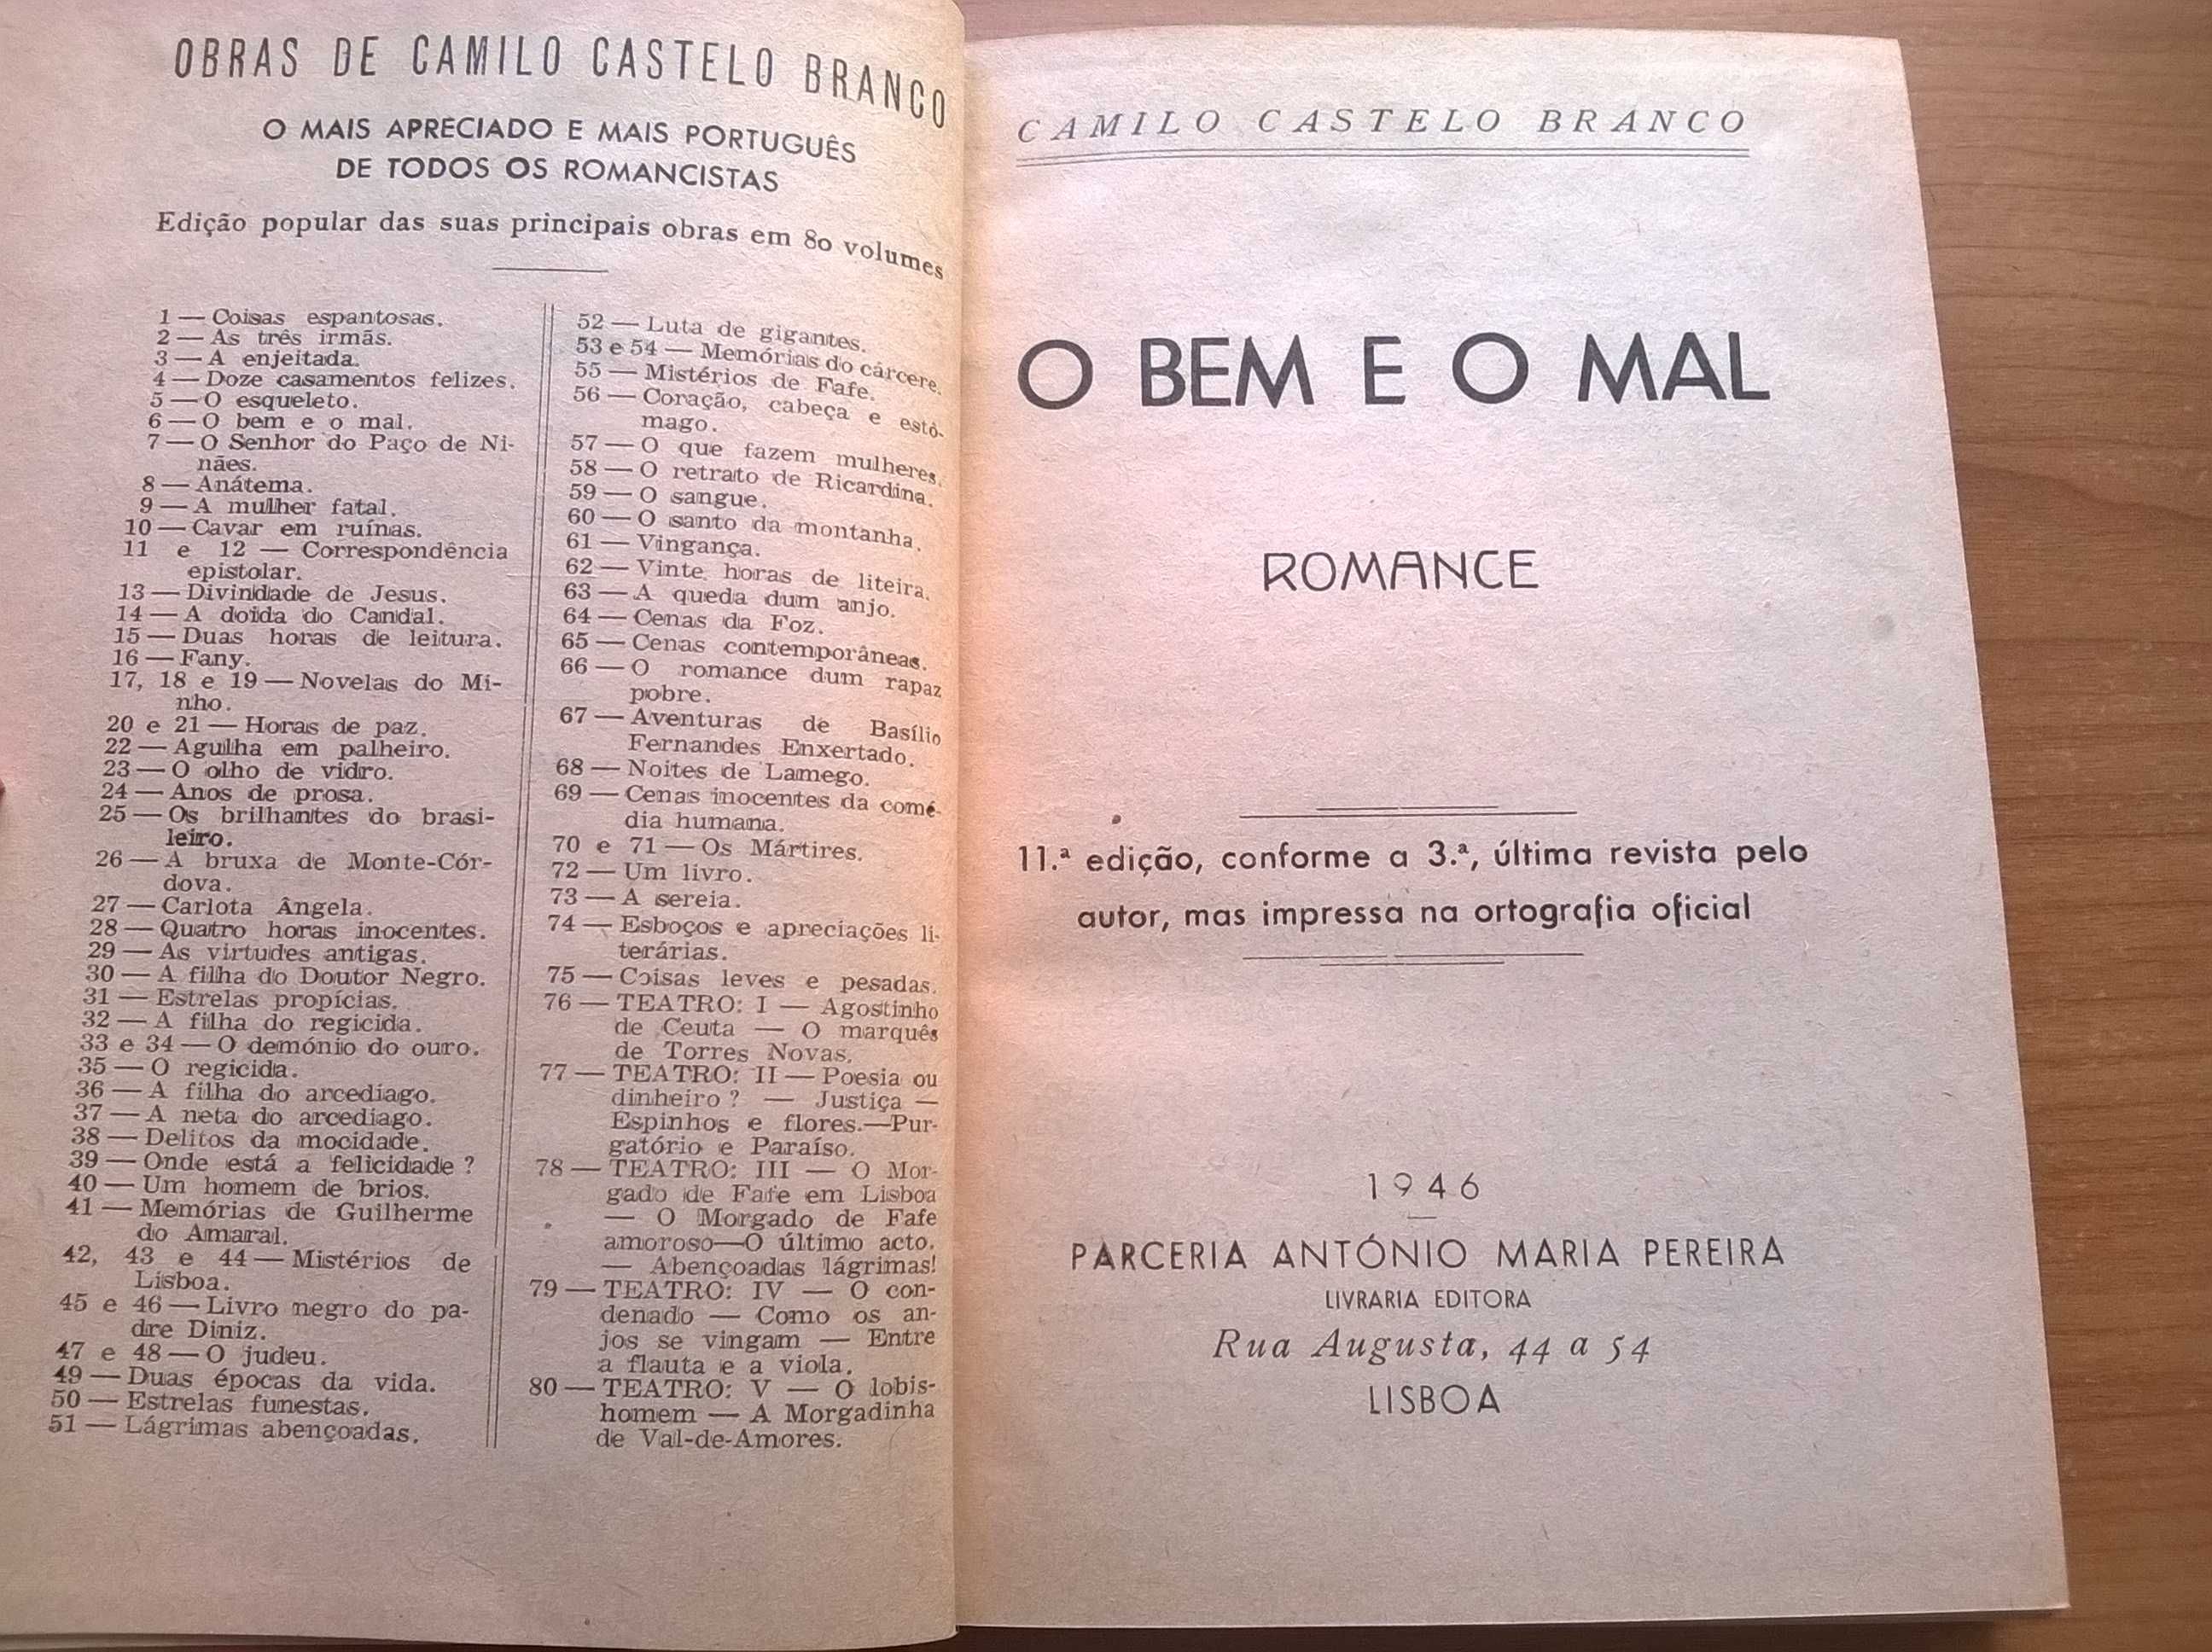 OBRAS DE CAMILO CASTELO BRANCO
O MAIS APRECIADO E MAIS PORTUGUÊS
DE TODOS OS ROMANCISTAS
Edição popular das suas principais obras em 80 volumes
1 — Coisas espantosas.
2 — As três irmãs.
3 — A enjeitada.
4 — Doze casamentos felizes.
5 — O esqueleto.
6 — O bem e o mal.
7 — O Senhor do Paço de Ni-
nães.
8 — Anátema.
9 — A mulher fatal.
10 — Cavar em ruínas.
11 e 12 — Correspondência
epistolar.
13 — Divindade de Jesus.
14 — A doida do Candal.
15 — Duas horas de leitura.
16 — Fany.
17, 18 e 19 — Novelas do Mi-
nho.
20 e 21 — Horas de paz.
22 — Agulha em palheiro.
23 — O olho de vidro.
24 — Anos de prosa.
25 — Os brilhantes do brasi-
leiro.
26 — A bruxa de Monte-Cór-
dova.
27 — Carlota Ângela.
28 — Quatro horas inocentes.
29 — As virtudes antigas.
30 — A filha do Doutor Negro.
31 — Estrelas propícias.
32 — A filha do regicida.
33 e 34 — O demónio do ouro.
35 — O regicida.
36 — A filha do arcediago.
37 — A neta do arcediago.
38 — Delitos da mocidade.
39 — Onde está a felicidade ?
40 — Um homem de brios.
41 — Memórias de Guilherme
do Amaral.
42, 43 e 44 — Mistérios de
Lisboa.
45 e 46 — Livro negro do pa-
dre Diniz.
47 e 48 — O judeu.
49 — Duas épocas da vida.
50 — Estrelas funestas.
51 — Lágrimas abençoadas.
52 — Luta de gigantes.
53 e 54 — Memórias do cárcere.
55 — Mistérios de Fafe.
56 — Coração, cabeça e estô-
mago.
57 — O que fazem mulheres.
58 — O retrato de Ricardina.
59 — O sangue.
60 — O santo da montanha.
61 — Vingança.
62 — Vinte horas de liteira.
63 — A queda dum anjo.
64 — Cenas da Foz.
65 — Cenas contemporâneas.
66 — O romance dum rapaz
pobre.
67 — Aventuras de Basílio
Fernandes Enxertado.
68 — Noites de Lamego.
69 — Cenas inocentes da comé-
dia humana.
70 e 71 — Os Mártires.
72 — Um livro.
73 — A sereia.
74 — Esboços e apreciações li-
terárias.
75 — Coisas leves e pesadas.
76 — TEATRO: I — Agostinho
de Ceuta — O marquês
de Torres Novas.
77 — TEATRO: II — Poesia ou
dinheiro ? — Justiça —
Espinhos e flores.—Pur-
gatório e Paraíso.
78 — TEATRO: III — O Mor-
gado de Fafe em Lisboa
— O Morgado de Fafe
amoroso—O último acto.
— Abençoadas lágrimas!
79 — TEATRO: IV — O con-
denado — Como os an-
jos se vingam — Entre
a flauta e a viola.
80 — TEATRO: V — O lobis-
homem — A Morgadinha
de Val-de-Amores.
CAMILO CASTELO BRANCO
O BEM E O MAL
ROMANCE
11.ª edição, conforme a 3.ª, última revista pelo
autor, mas impressa na ortografia oficial
1946
PARCERIA ANTÓNIO MARIA PEREIRA
LIVRARIA EDITORA
Rua Augusta, 44 a 54
LISBOA